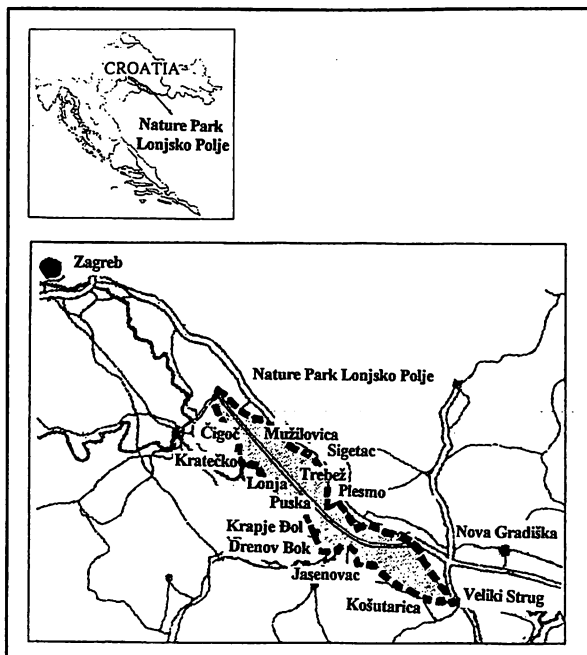 CROATIA
Nature Park
Lonjsko Polje
Zagreb
Nature Park Lonjsko Polje
Čigoč
Mužilovica
Sigetac
Kratečko
Trebež
Lonja
Plesmo
Puska
Krapje Đol
Nova Gradiška
Drenov Bok
Jasenovac
Veliki Strug
Košutarica